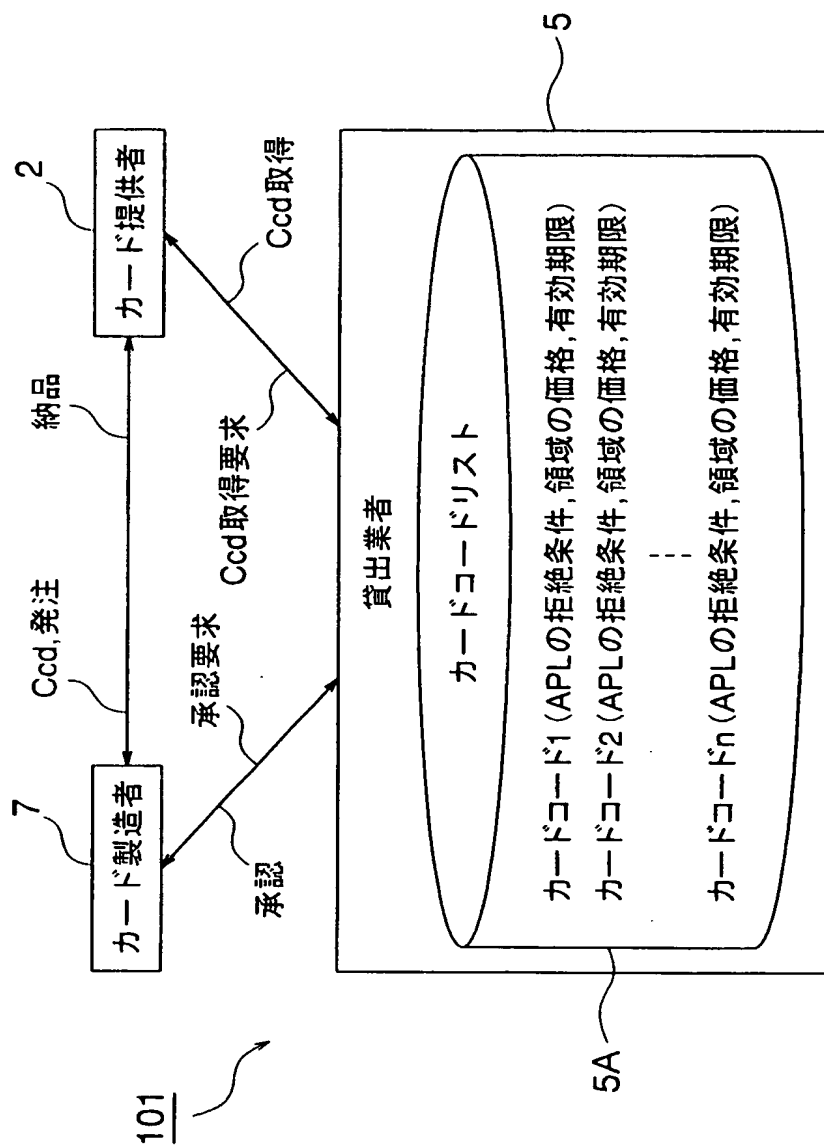 101
7
カード製造者
Ccd,発注
納品
2
カード提供者
承認
承認要求
Ccd取得要求
Ccd取得
貸出業者
5
カードコードリスト
カードコード1(APLの拒絶条件,領域の価格,有効期限)
カードコード2(APLの拒絶条件,領域の価格,有効期限)
カードコードn(APLの拒絶条件,領域の価格,有効期限)
5A